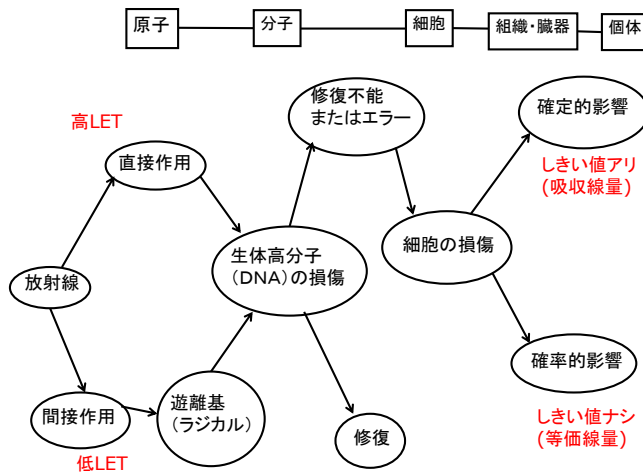 原子
分子
細胞
組織・臓器
個体
修復不能
またはエラー
確定的影響
高LET
直接作用
しきい値アリ
(吸収線量)
生体高分子
(DNA)の損傷
細胞の損傷
放射線
確率的影響
間接作用
遊離基
(ラジカル)
修復
しきい値ナシ
(等価線量)
低LET